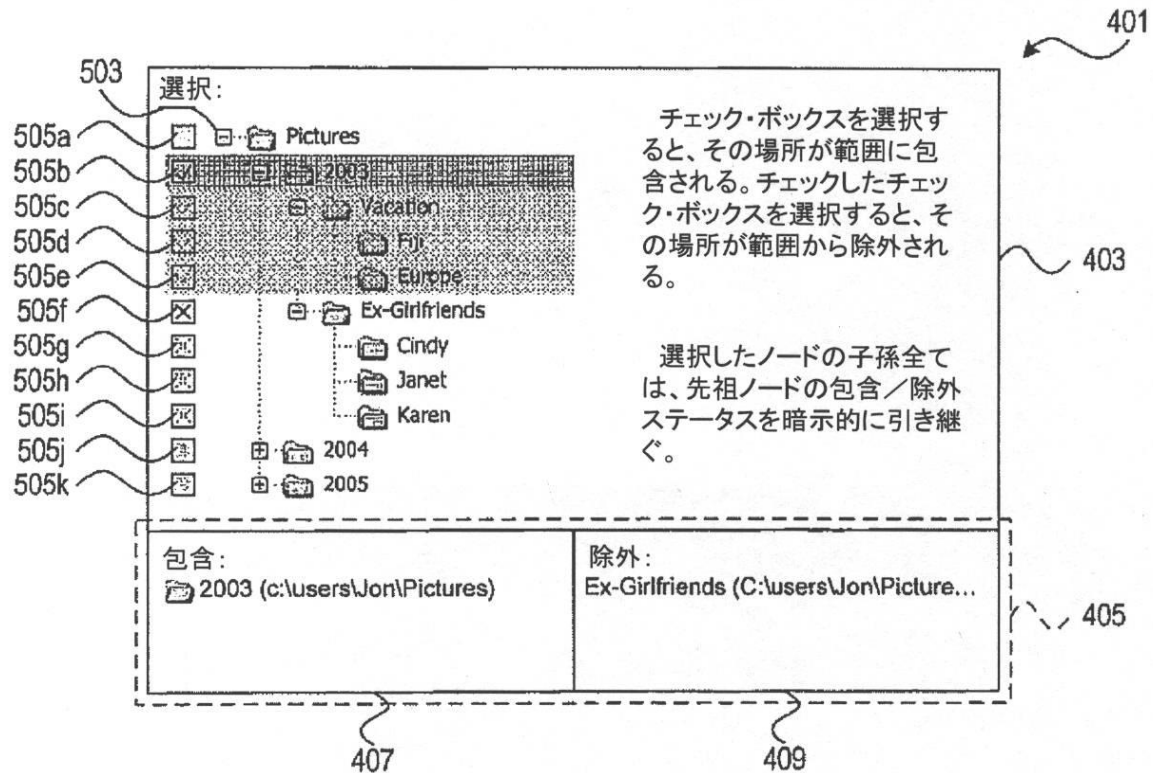 401
503
選択:
505a
Pictures
505b
2003
505c
Vacation
505d
Fiji
505e
Europe
505f
Ex-Girlfriends
505g
Cindy
505h
Janet
505i
Karen
505j
2004
505k
2005
チェック・ボックスを選択す
ると、その場所が範囲に包
含される。チェックしたチェッ
ク・ボックスを選択すると、そ
の場所が範囲から除外され
る。
403
選択したノードの子孫全て
は、先祖ノードの包含／除外
ステータスを暗示的に引き継
ぐ。
包含:
2003 (c:\users\Jon\Pictures)
除外:
Ex-Girlfriends (C:\users\Jon\Picture...
405
407
409